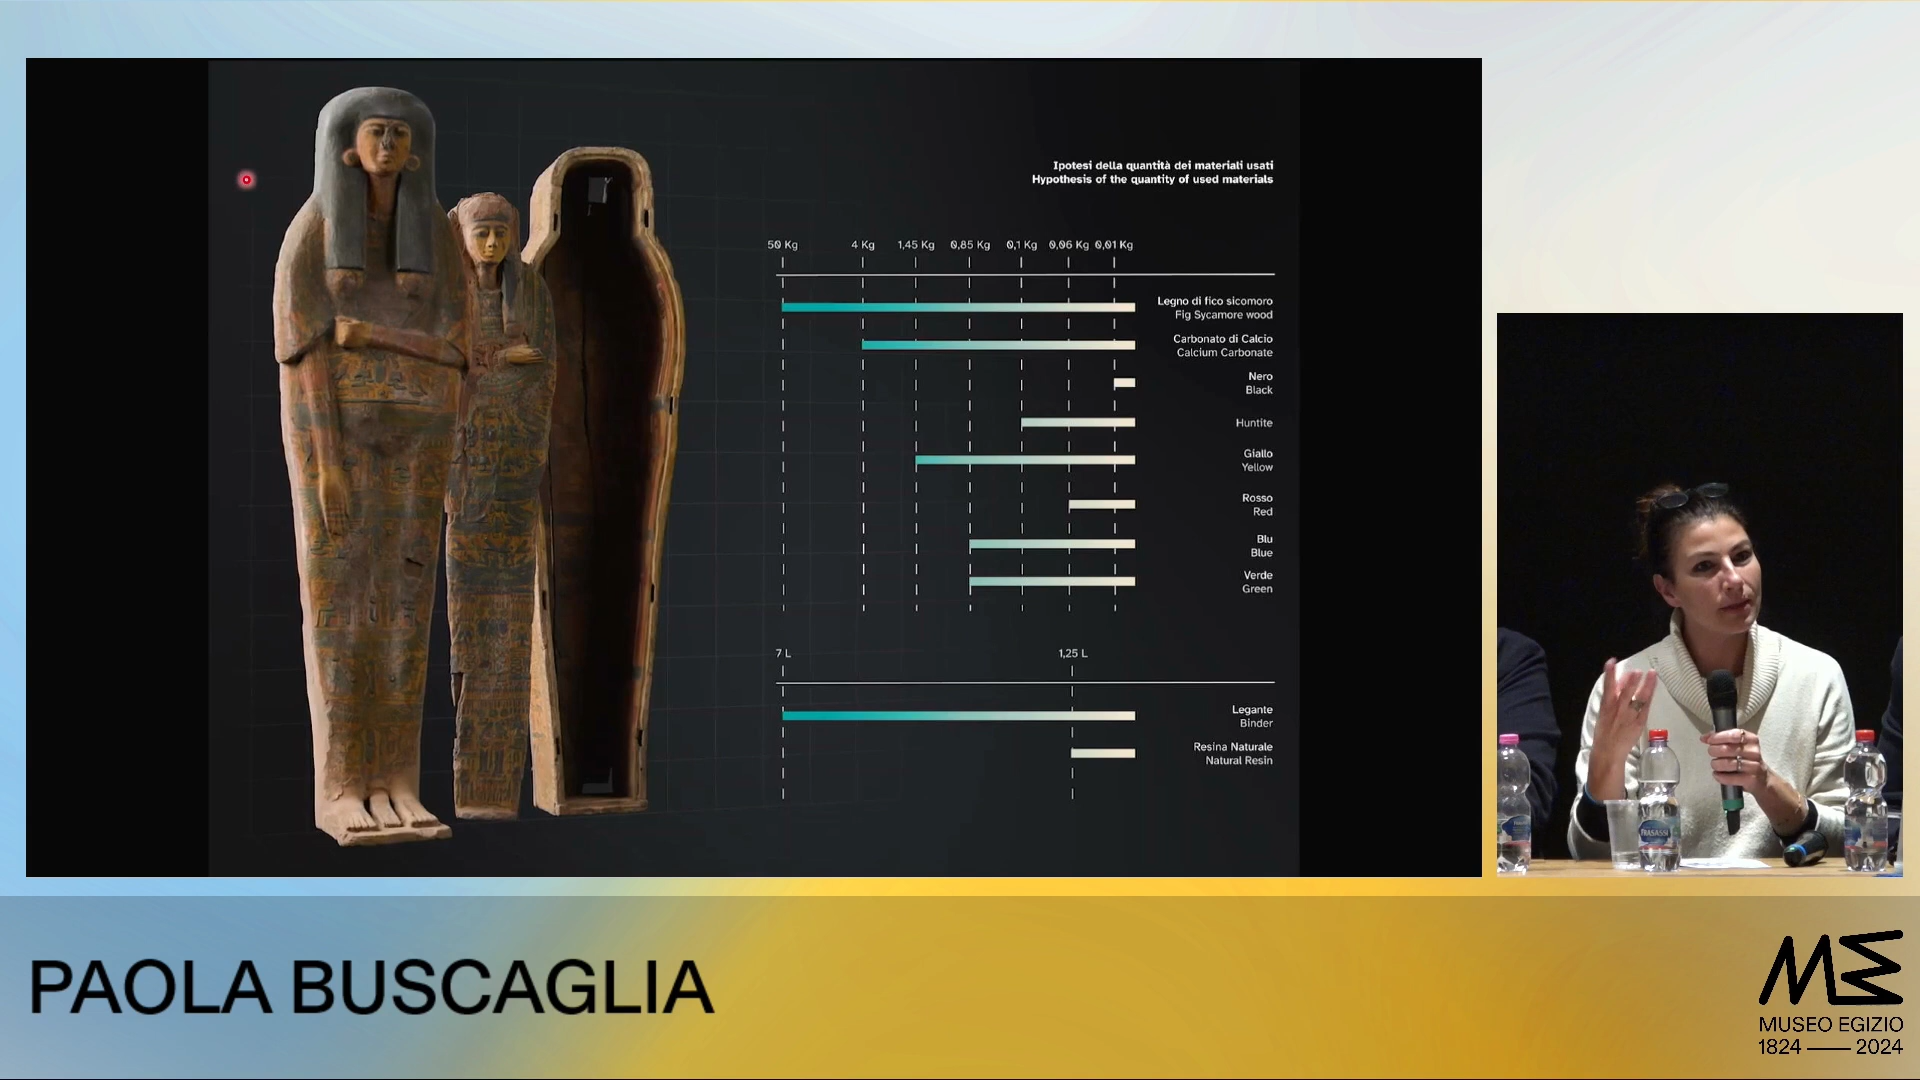 Ipotesi della quantità dei materiali usati
Hypothesis of the quantity of used materials
50 Kg 4 Kg 1,45 Kg 0,85 Kg 0,1 Kg 0,06 Kg 0,01 Kg
Legno di fico sicomoro
Fig Sycamore wood
Carbonato di Calcio
Calcium Carbonate
Nero
Black
Huntite
Giallo
Yellow
Rosso
Red
Blu
Blue
Verde
Green
7 L 1,25 L
Legante
Binder
Resina Naturale
Natural Resin
FRASASSI
PAOLA BUSCAGLIA
ME
MUSEO EGIZIO
1824 — 2024